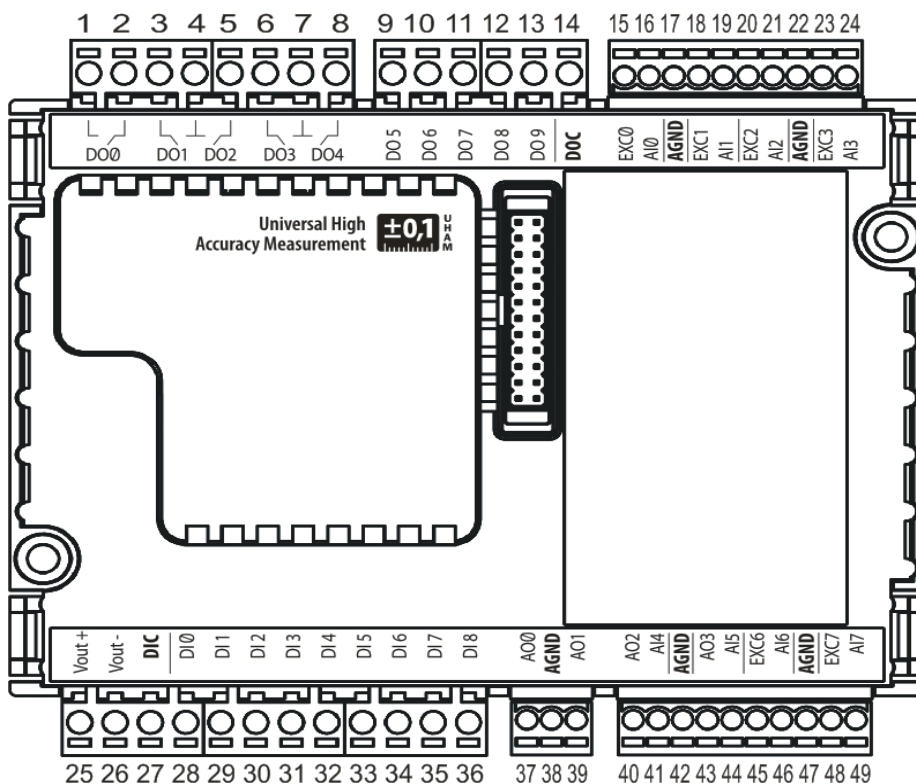 1 2 3 4 5 6 7 8 9 10 11 12 13 14 15 16 17 18 19 20 21 22 23 24
DO0 DO1 DO2 DO3 DO4 DO5 DO6 DO7 DO8 DO9 DOC EXC0 AI0 AGND EXC1 AI1 EXC2 AI2 AGND EXC3 AI3
Universal High
Accuracy Measurement
±0,1
UHAM
Vout+ Vout- DIC DI0 DI1 DI2 DI3 DI4 DI5 DI6 DI7 DI8 AO0 AGND AO1 AO2 AI4 AGND AO3 AI5 EXC6 AI6 AGND EXC7 AI7
25 26 27 28 29 30 31 32 33 34 35 36 37 38 39 40 41 42 43 44 45 46 47 48 49